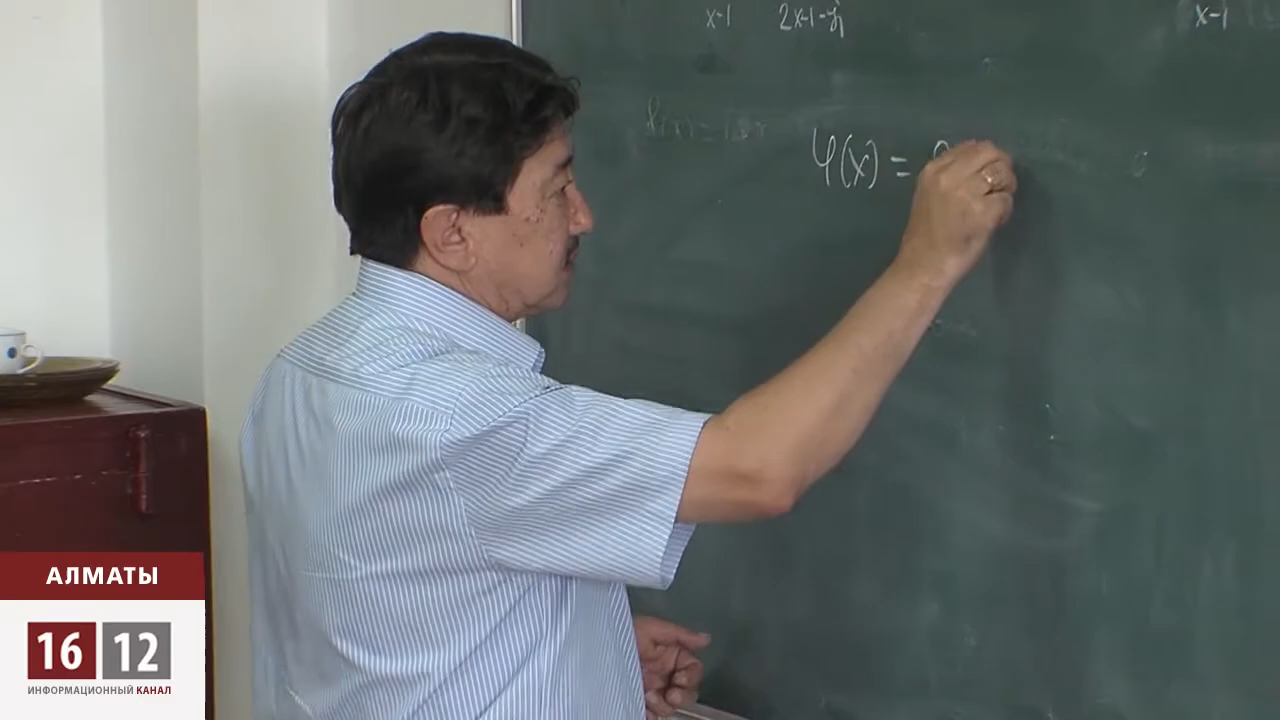 x-1 2x-1-y x-1
φ(x) =
АЛМАТЫ
16 12
ИНФОРМАЦИОННЫЙ КАНАЛ